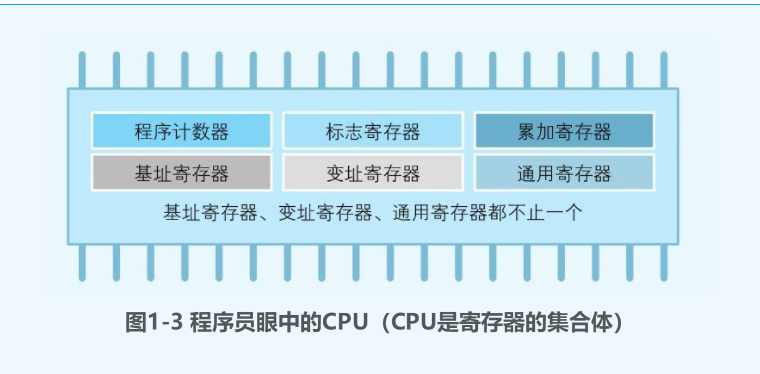 程序计数器 标志寄存器 累加寄存器
基址寄存器 变址寄存器 通用寄存器
基址寄存器、变址寄存器、通用寄存器都不止一个
图1-3 程序员眼中的CPU（CPU是寄存器的集合体）